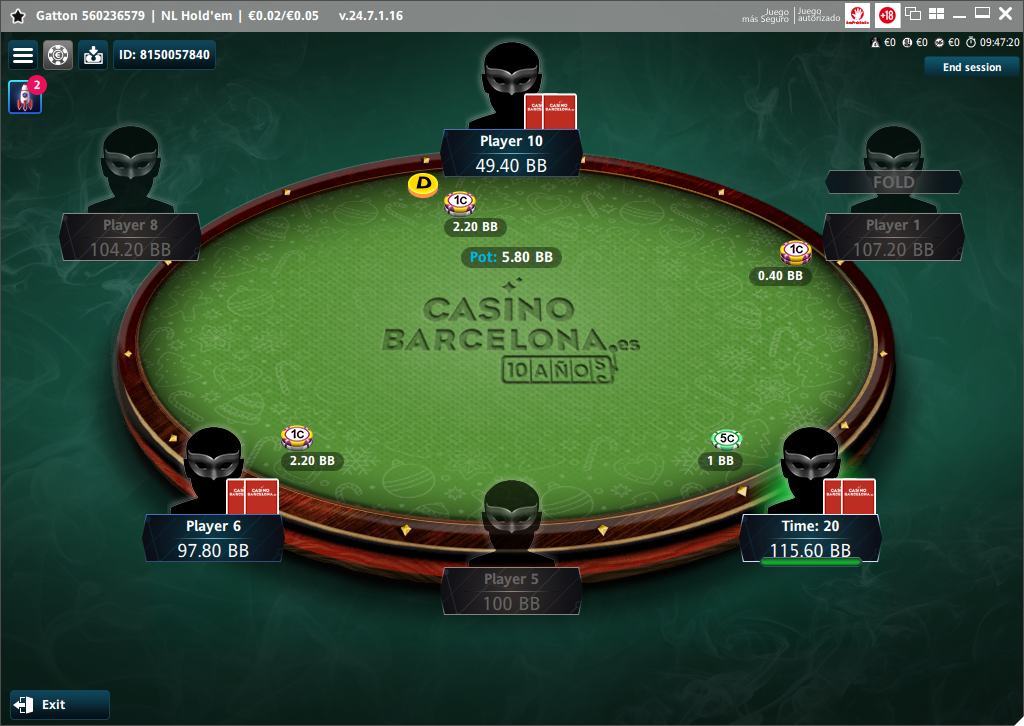 Gatton 560236579 | NL Hold'em | €0.02/€0.05 v.24.7.1.16
Juego más Seguro
Juego autorizado
+18
ID: 8150057840
€0 €0 €0 09:47:20
End session
2
Player 10
49.40 BB
Player 8
104.20 BB
FOLD
Player 1
107.20 BB
D
1C
2.20 BB
Pot: 5.80 BB
1C
0.40 BB
CASINO
BARCELONA.es
10 AÑOS
1C
2.20 BB
5C
1 BB
CASINO BARCELONA.es
Player 6
97.80 BB
Time: 20
115.60 BB
Player 5
100 BB
Exit